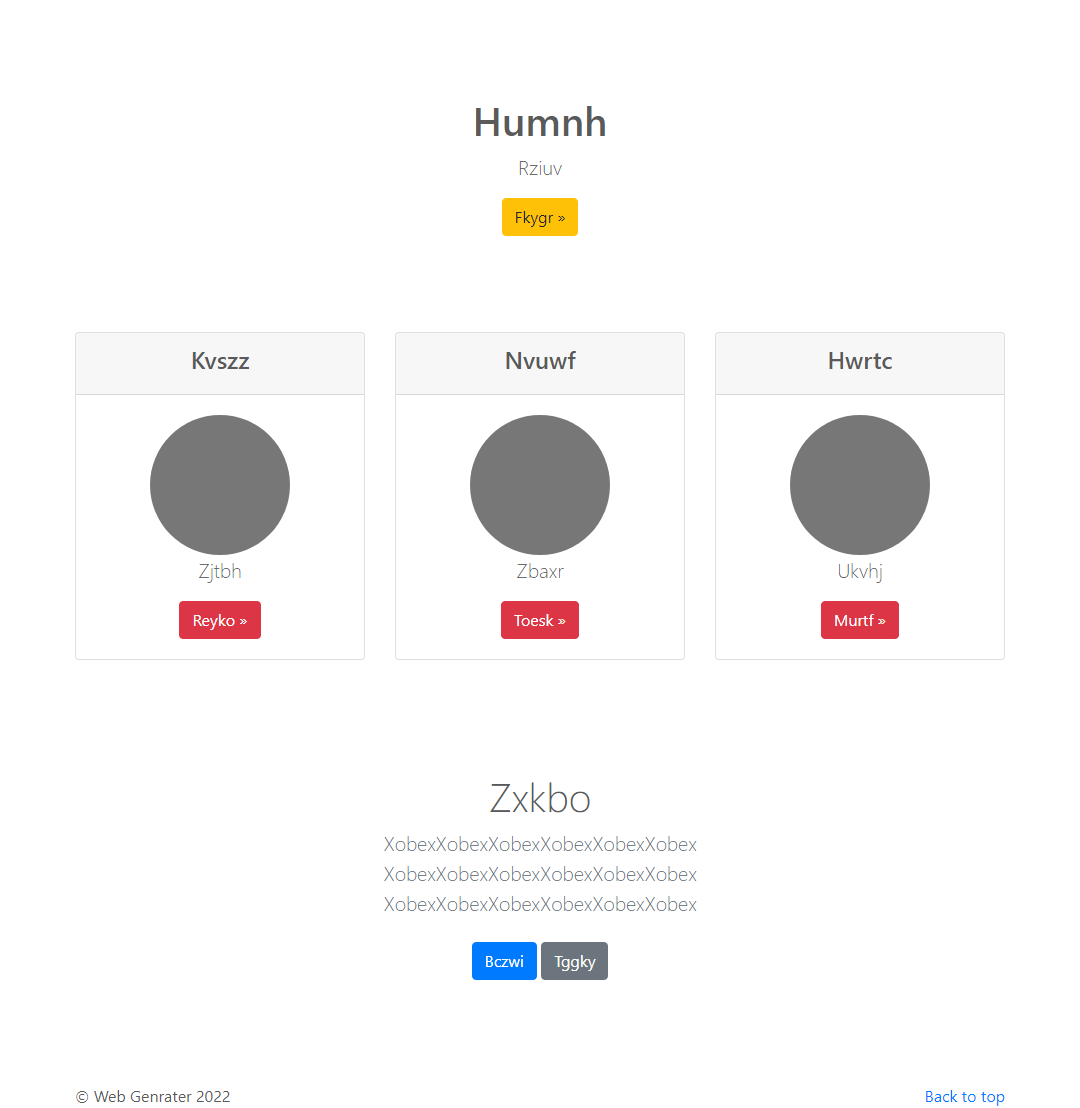 Humnh
Rziuv
Fkygr »
Kvszz
Nvuwf
Hwrtc
Zjtbh
Zbaxr
Ukvhj
Reyko »
Toesk »
Murtf »
Zxkbo
XobexXobexXobexXobexXobexXobex
XobexXobexXobexXobexXobexXobex
XobexXobexXobexXobexXobexXobex
Bczwi
Tggky
© Web Genrater 2022
Back to top